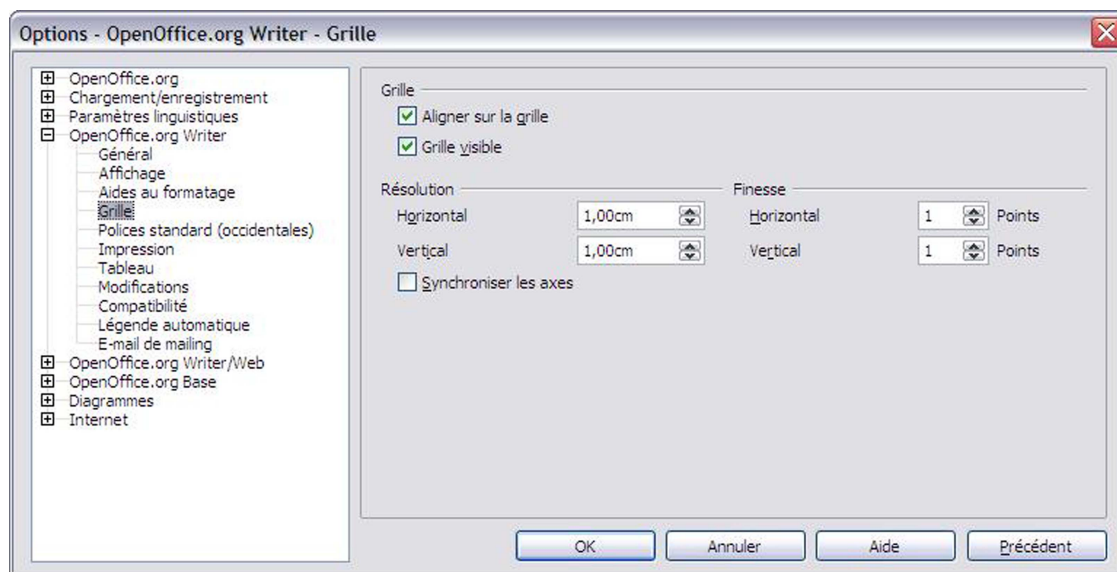 Options - OpenOffice.org Writer - Grille
OpenOffice.org
Chargement/enregistrement
Paramètres linguistiques
OpenOffice.org Writer
Général
Affichage
Aides au formatage
Grille
Polices standard (occidentales)
Impression
Tableau
Modifications
Compatibilité
Légende automatique
E-mail de mailing
OpenOffice.org Writer/Web
OpenOffice.org Base
Diagrammes
Internet
Grille
Aligner sur la grille
Grille visible
Résolution
Horizontal 1,00cm
Vertical 1,00cm
Synchroniser les axes
Finesse
Horizontal 1 Points
Vertical 1 Points
OK Annuler Aide Précédent